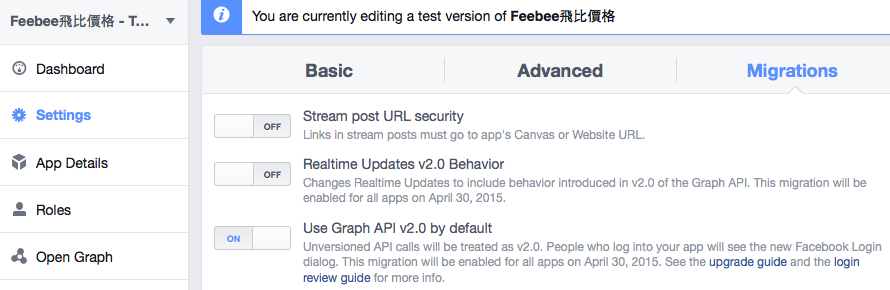 Feebee飛比價格 - T...
You are currently editing a test version of Feebee飛比價格
Dashboard
Settings
App Details
Roles
Open Graph
Basic
Advanced
Migrations
OFF
Stream post URL security
Links in stream posts must go to app's Canvas or Website URL.
OFF
Realtime Updates v2.0 Behavior
Changes Realtime Updates to include behavior introduced in v2.0 of the Graph API. This migration will be
enabled for all apps on April 30, 2015.
ON
Use Graph API v2.0 by default
Unversioned API calls will be treated as v2.0. People who log into your app will see the new Facebook Login
dialog. This migration will be enabled for all apps on April 30, 2015. See the upgrade guide and the login
review guide for more info.